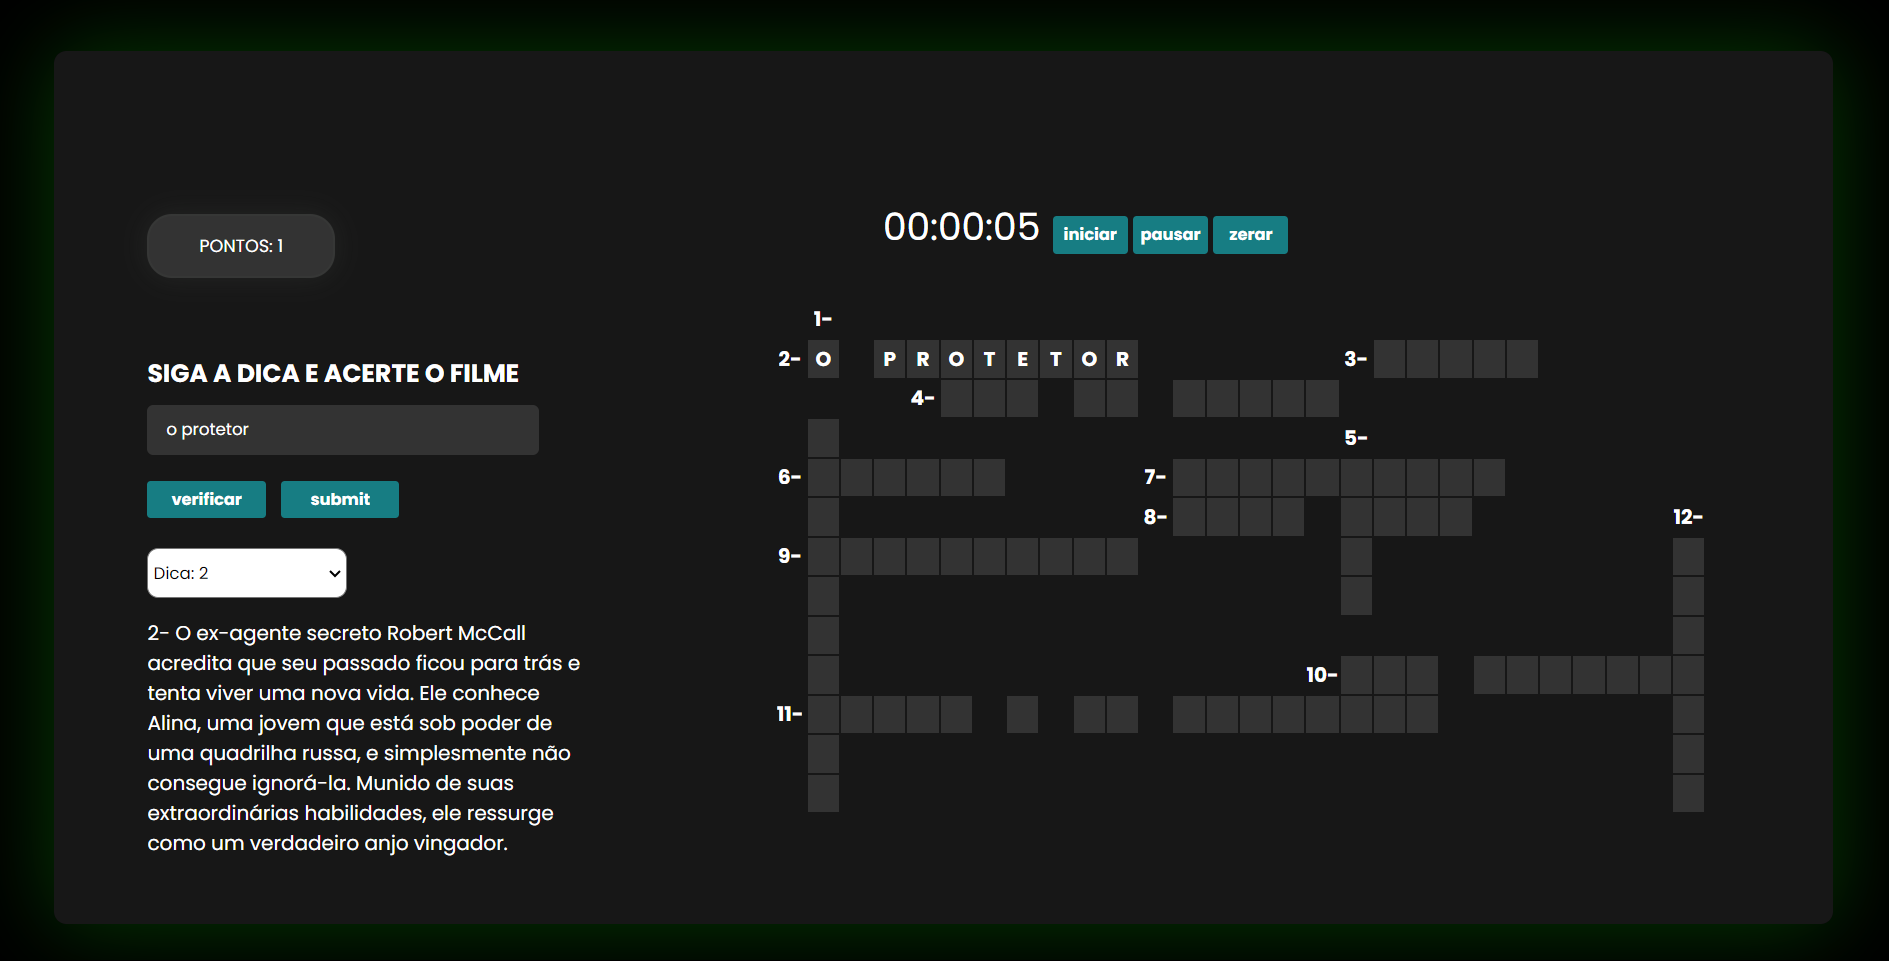 PONTOS: 1
00:00:05 iniciar pausar zerar
SIGA A DICA E ACERTE O FILME
o protetor
verificar submit
Dica: 2
2- O ex-agente secreto Robert McCall
acredita que seu passado ficou para trás e
tenta viver uma nova vida. Ele conhece
Alina, uma jovem que está sob poder de
uma quadrilha russa, e simplesmente não
consegue ignorá-la. Munido de suas
extraordinárias habilidades, ele ressurge
como um verdadeiro anjo vingador.
1-
2- O PROTETOR 3-
4-
5-
6- 7-
8- 12-
9-
10-
11-